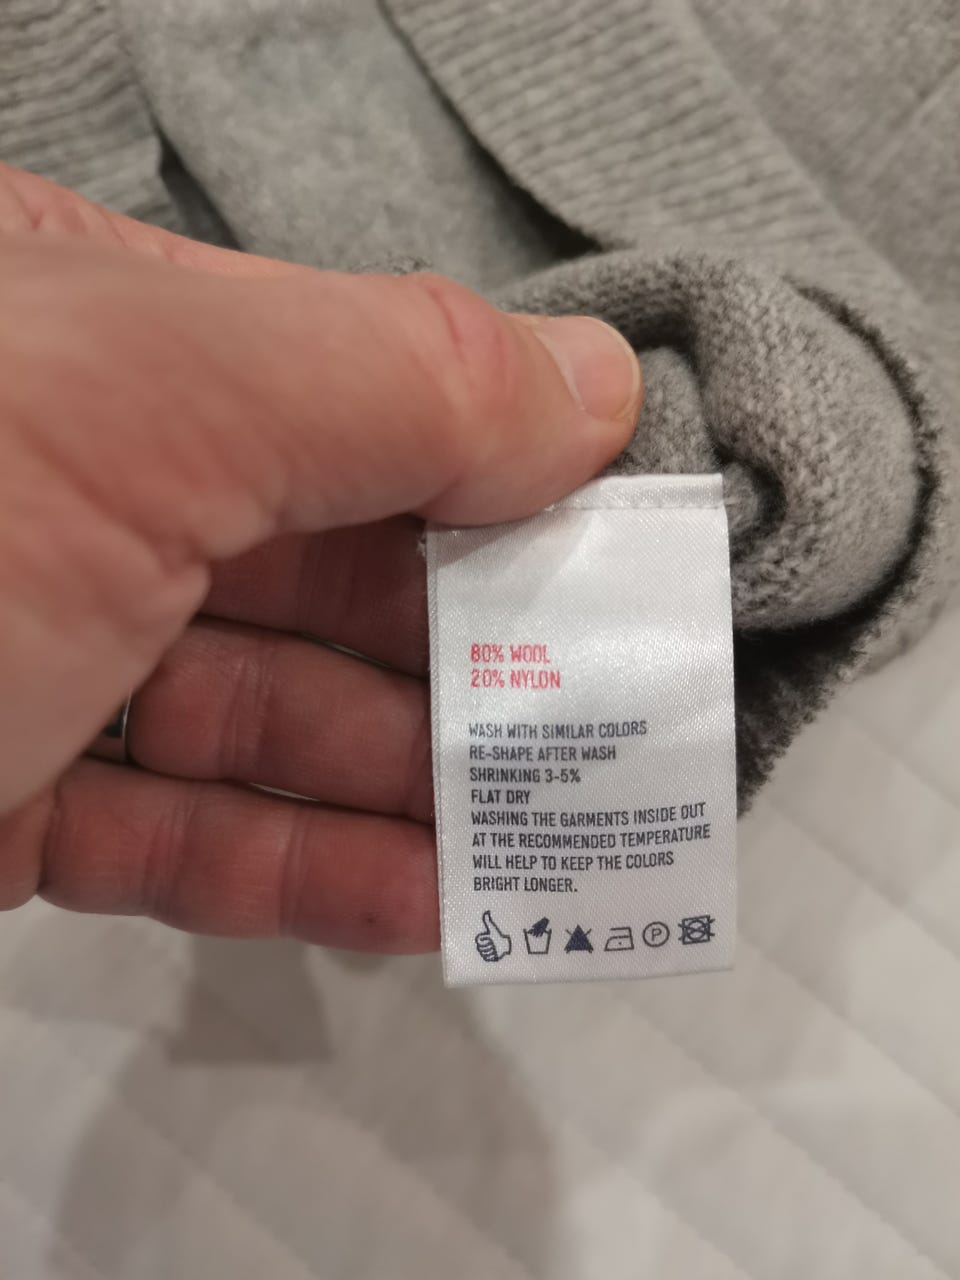 80% WOOL
20% NYLON
WASH WITH SIMILAR COLORS
RE-SHAPE AFTER WASH
SHRINKING 3-5%
FLAT DRY
WASHING THE GARMENTS INSIDE OUT
AT THE RECOMMENDED TEMPERATURE
WILL HELP TO KEEP THE COLORS
BRIGHT LONGER.
P